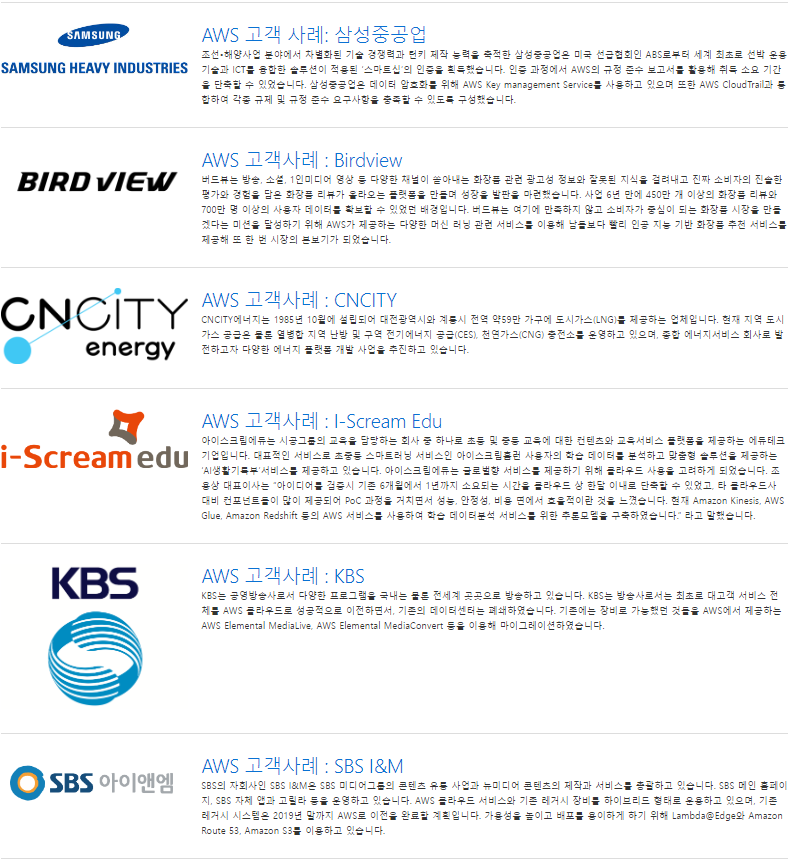 SAMSUNG
SAMSUNG HEAVY INDUSTRIES
AWS 고객 사례: 삼성중공업
조선•해양사업 분야에서 차별화된 기술 경쟁력과 턴키 제작 능력을 축적한 삼성중공업은 미국 선급협회인 ABS로부터 세계 최초로 선박 운용
기술과 ICT를 융합한 솔루션이 적용된 '스마트십'의 인증을 획득했습니다. 인증 과정에서 AWS의 규정 준수 보고서를 활용해 취득 소요 기간
을 단축할 수 있었습니다. 삼성중공업은 데이터 암호화를 위해 AWS Key management Service를 사용하고 있으며 또한 AWS CloudTrail과 통
합하여 각종 규제 및 규정 준수 요구사항을 충족할 수 있도록 구성했습니다.
BIRD VIEW
AWS 고객사례 : Birdview
버드뷰는 방송, 소셜, 1인미디어 영상 등 다양한 채널이 쏟아내는 화장품 관련 광고성 정보와 잘못된 지식을 걸러내고 진짜 소비자의 진솔한
평가와 경험을 담은 화장품 리뷰가 올라오는 플랫폼을 만들며 성장을 발판을 마련했습니다. 사업 6년 만에 450만 개 이상의 화장품 리뷰와
700만 명 이상의 사용자 데이터를 확보할 수 있었던 배경입니다. 버드뷰는 여기에 만족하지 않고 소비자가 중심이 되는 화장품 시장을 만들
겠다는 미션을 달성하기 위해 AWS가 제공하는 다양한 머신 러닝 관련 서비스를 이용해 남들보다 빨리 인공 지능 기반 화장품 추천 서비스를
제공해 또 한 번 시장의 본보기가 되었습니다.
CNCITY
energy
AWS 고객사례 : CNCITY
CNCITY에너지는 1985년 10월에 설립되어 대전광역시와 계룡시 전역 약59만 가구에 도시가스(LNG)를 제공하는 업체입니다. 현재 지역 도시
가스 공급은 물론 열병합 지역 난방 및 구역 전기에너지 공급(CES), 천연가스(CNG) 충전소를 운영하고 있으며, 종합 에너지서비스 회사로 발
전하고자 다양한 에너지 플랫폼 개발 사업을 추진하고 있습니다.
i-Scream edu
AWS 고객사례 : I-Scream Edu
아이스크림에듀는 시공그룹의 교육을 담당하는 회사 중 하나로 초등 및 중등 교육에 대한 컨텐츠와 교육서비스 플랫폼을 제공하는 에듀테크
기업입니다. 대표적인 서비스로 초중등 스마트러닝 서비스인 아이스크림홈런 사용자의 학습 데이터를 분석하고 맞춤형 솔루션을 제공하는
'AI생활기록부'서비스를 제공하고 있습니다. 아이스크림에듀는 글로벌향 서비스를 제공하기 위해 클라우드 사용을 고려하게 되었습니다. 조
용상 대표이사는 "아이디어를 검증시 기존 6개월에서 1년까지 소요되는 시간을 클라우드 상 한달 이내로 단축할 수 있었고, 타 클라우드사
대비 컨포넌트들이 많이 제공되어 PoC 과정을 거치면서 성능, 안정성, 비용 면에서 효율적이란 것을 느꼈습니다. 현재 Amazon Kinesis, AWS
Glue, Amazon Redshift 등의 AWS 서비스를 사용하여 학습 데이터분석 서비스를 위한 추론모델을 구축하였습니다.” 라고 말했습니다.
KBS
AWS 고객사례 : KBS
KBS는 공영방송사로서 다양한 프로그램을 국내는 물론 전세계 곳곳으로 방송하고 있습니다. KBS는 방송사로서는 최초로 대고객 서비스 전
체를 AWS 클라우드로 성공적으로 이전하면서, 기존의 데이터센터는 폐쇄하였습니다. 기존에는 장비로 가능했던 것들을 AWS에서 제공하는
AWS Elemental MediaLive, AWS Elemental MediaConvert 등을 이용해 마이그레이션하였습니다.
SBS 아이앤엠
AWS 고객사례 : SBS I&M
SBS의 자회사인 SBS I&M은 SBS 미디어그룹의 콘텐츠 유통 사업과 뉴미디어 콘텐츠의 제작과 서비스를 총괄하고 있습니다. SBS 메인 홈페이
지, SBS 자체 앱과 고릴라 등을 운영하고 있습니다. AWS 클라우드 서비스와 기존 레거시 장비를 하이브리드 형태로 운용하고 있으며, 기존
레거시 시스템은 2019년 말까지 AWS로 이전을 완료할 계획입니다. 가용성을 높이고 배포를 용이하게 하기 위해 Lambda@Edge와 Amazon
Route 53, Amazon S3를 이용하고 있습니다.